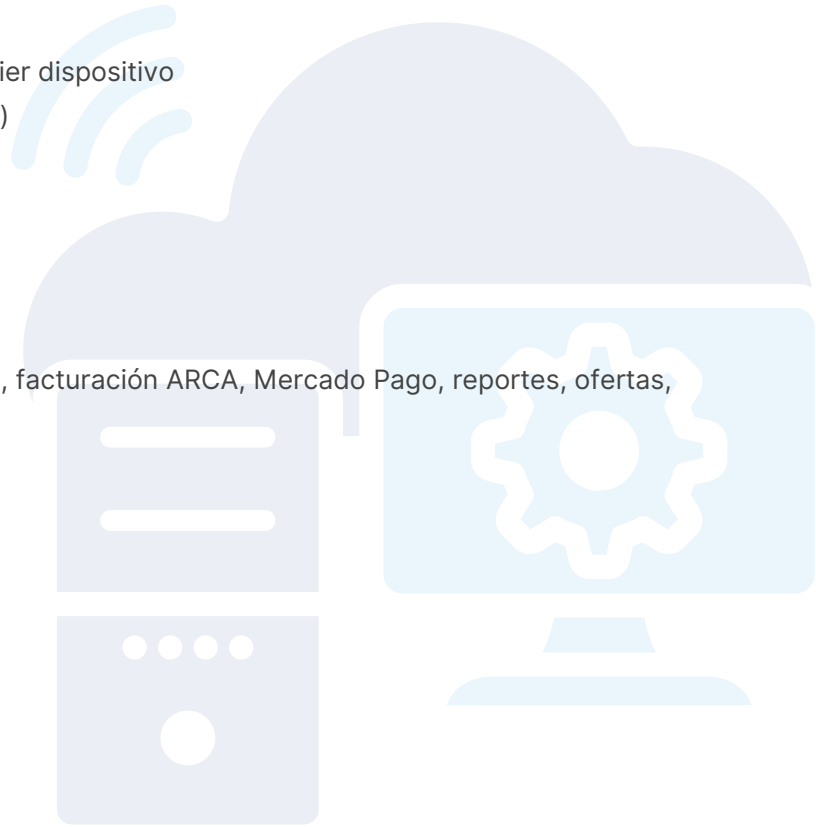 ier dispositivo
)
, facturación ARCA, Mercado Pago, reportes, ofertas,